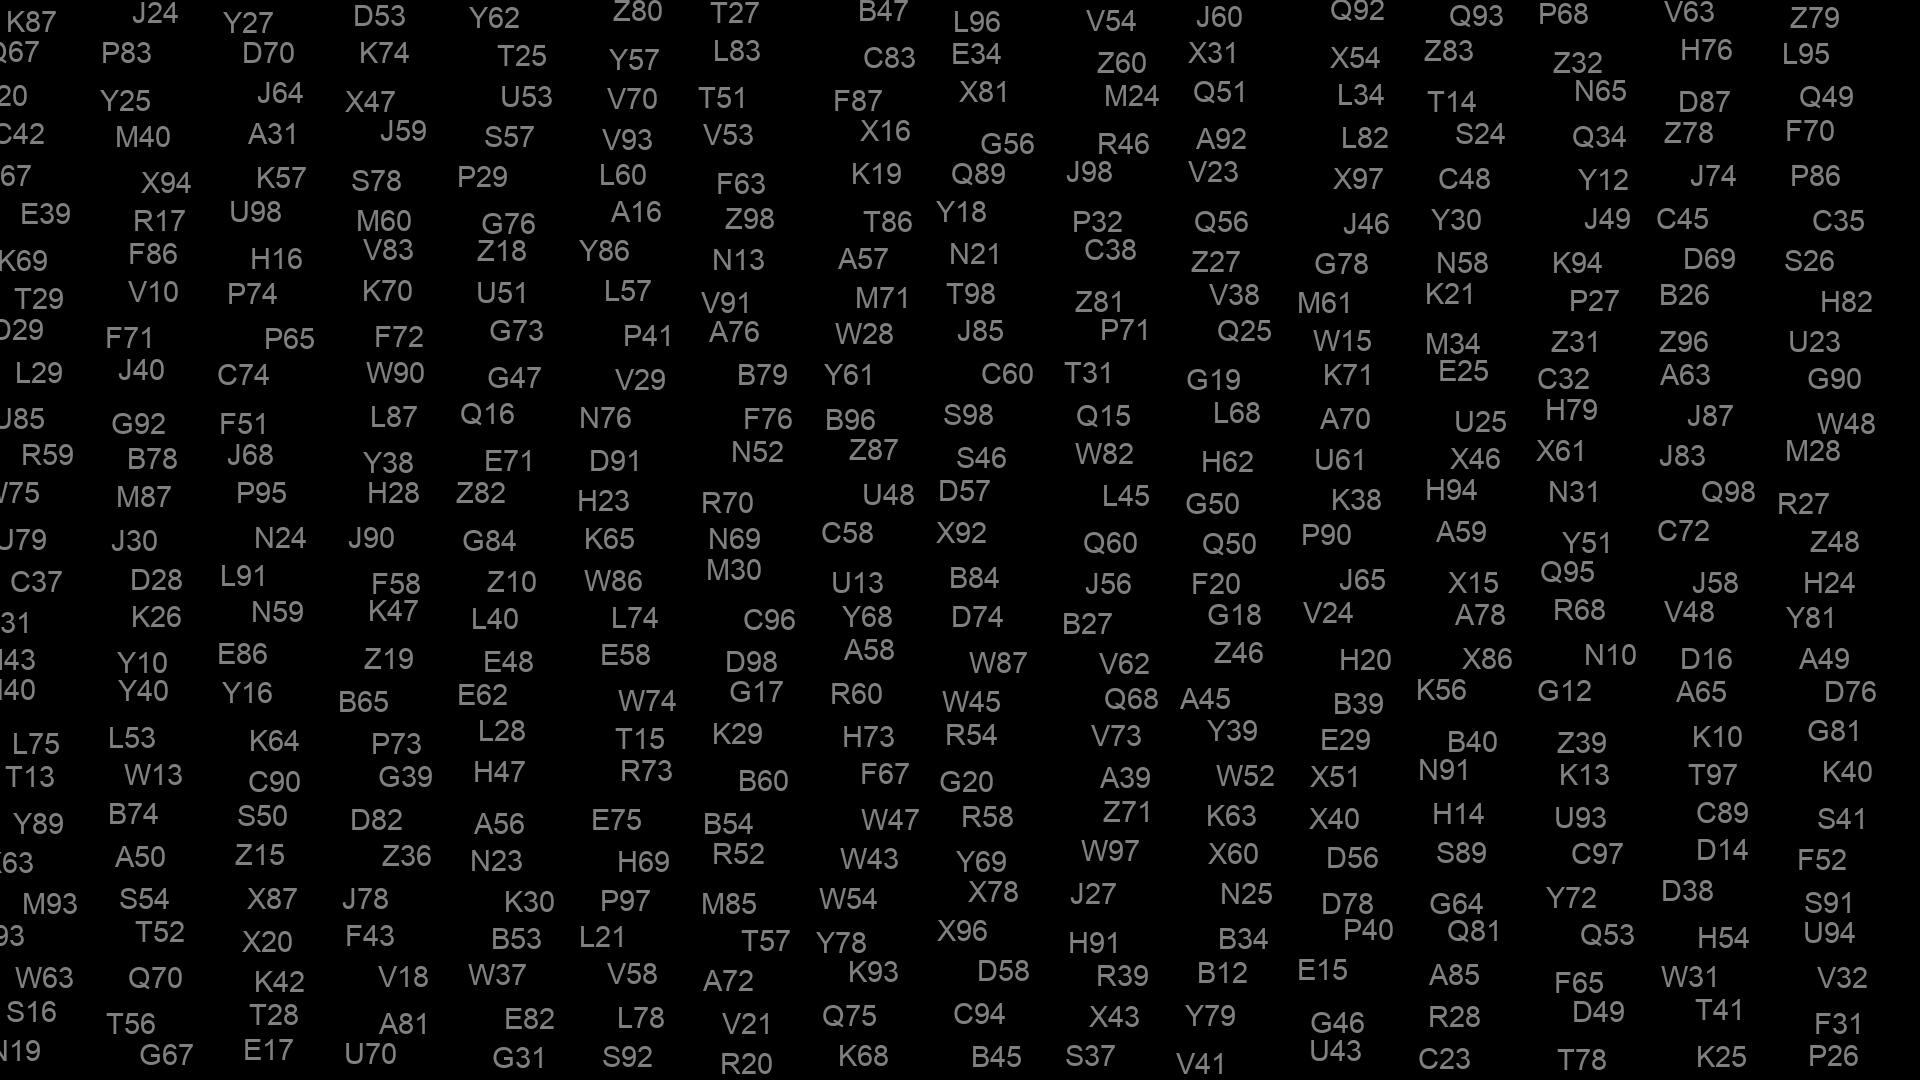 K87 J24 Y27 D53 Y62 Z80 T27 B47 L96 V54 J60 Q92 Q93 P68 V63 Z79
Q67 P83 D70 K74 T25 Y57 L83 C83 E34 Z60 X31 X54 Z83 Z32 H76 L95
20 Y25 J64 X47 U53 V70 T51 F87 X81 M24 Q51 L34 T14 N65 D87 Q49
C42 M40 A31 J59 S57 V93 V53 X16 G56 R46 A92 L82 S24 Q34 Z78 F70
67 X94 K57 S78 P29 L60 F63 K19 Q89 J98 V23 X97 C48 Y12 J74 P86
E39 R17 U98 M60 G76 A16 Z98 T86 Y18 P32 Q56 J46 Y30 J49 C45 C35
K69 F86 H16 V83 Z18 Y86 N13 A57 N21 C38 Z27 G78 N58 K94 D69 S26
T29 V10 P74 K70 U51 L57 V91 M71 T98 Z81 V38 M61 K21 P27 B26 H82
29 F71 P65 F72 G73 P41 A76 W28 J85 P71 Q25 W15 M34 Z31 Z96 U23
L29 J40 C74 W90 G47 V29 B79 Y61 C60 T31 G19 K71 E25 C32 A63 G90
U85 G92 F51 L87 Q16 N76 F76 B96 S98 Q15 L68 A70 U25 H79 J87 W48
R59 B78 J68 Y38 E71 D91 N52 Z87 S46 W82 H62 U61 X46 X61 J83 M28
75 M87 P95 H28 Z82 H23 R70 U48 D57 L45 G50 K38 H94 N31 Q98 R27
U79 J30 N24 J90 G84 K65 N69 C58 X92 Q60 Q50 P90 A59 Y51 C72 Z48
C37 D28 L91 F58 Z10 W86 M30 U13 B84 J56 F20 J65 X15 Q95 J58 H24
31 K26 N59 K47 L40 L74 C96 Y68 D74 B27 G18 V24 A78 R68 V48 Y81
43 Y10 E86 Z19 E48 E58 D98 A58 W87 V62 Z46 H20 X86 N10 D16 A49
40 Y40 Y16 B65 E62 W74 G17 R60 W45 Q68 A45 B39 K56 G12 A65 D76
L75 L53 K64 P73 L28 T15 K29 H73 R54 V73 Y39 E29 B40 Z39 K10 G81
T13 W13 C90 G39 H47 R73 B60 F67 G20 A39 W52 X51 N91 K13 T97 K40
Y89 B74 S50 D82 A56 E75 B54 W47 R58 Z71 K63 X40 H14 U93 C89 S41
63 A50 Z15 Z36 N23 H69 R52 W43 Y69 W97 X60 D56 S89 C97 D14 F52
M93 S54 X87 J78 K30 P97 M85 W54 X78 J27 N25 D78 G64 Y72 D38 S91
93 T52 X20 F43 B53 L21 T57 Y78 X96 H91 B34 P40 Q81 Q53 H54 U94
W63 Q70 K42 V18 W37 V58 A72 K93 D58 R39 B12 E15 A85 F65 W31 V32
S16 T56 T28 A81 E82 L78 V21 Q75 C94 X43 Y79 G46 R28 D49 T41 F31
N19 G67 E17 U70 G31 S92 R20 K68 B45 S37 V41 U43 C23 T78 K25 P26